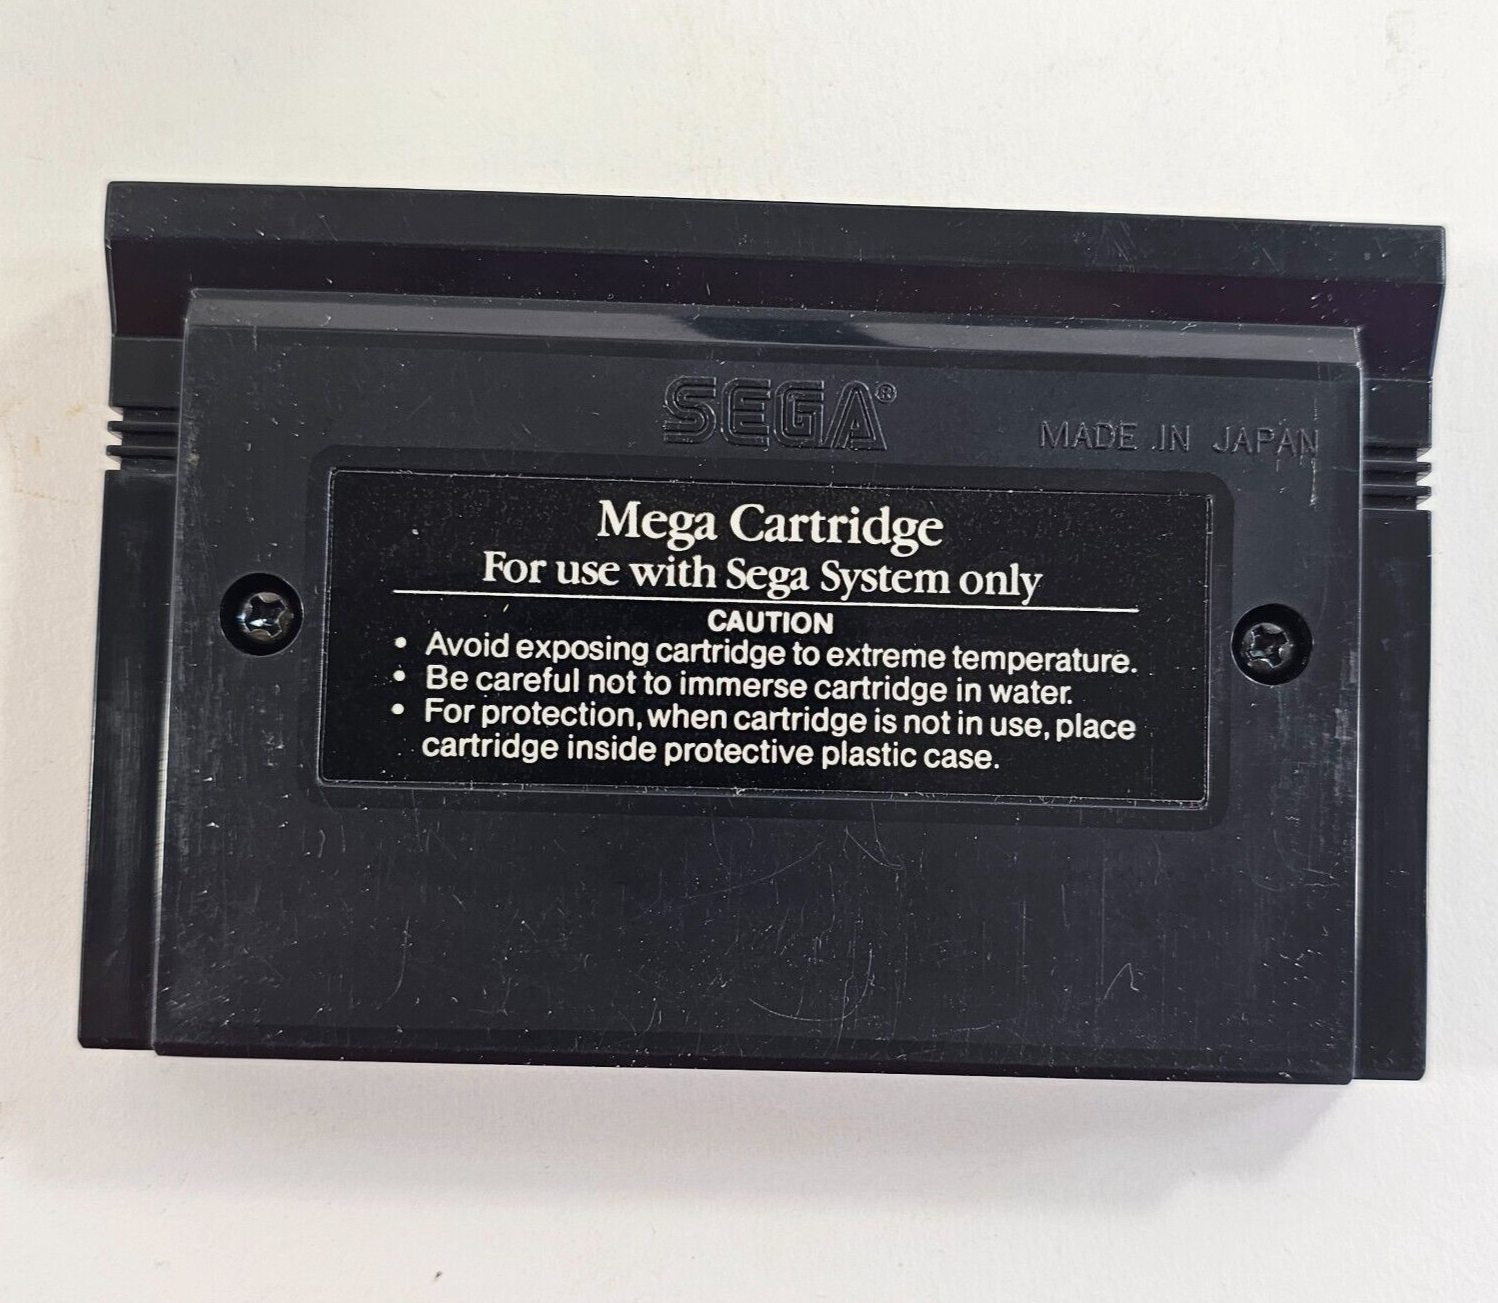 SEGA®
MADE IN JAPAN
Mega Cartridge
For use with Sega System only
CAUTION
• Avoid exposing cartridge to extreme temperature.
• Be careful not to immerse cartridge in water.
• For protection, when cartridge is not in use, place
cartridge inside protective plastic case.